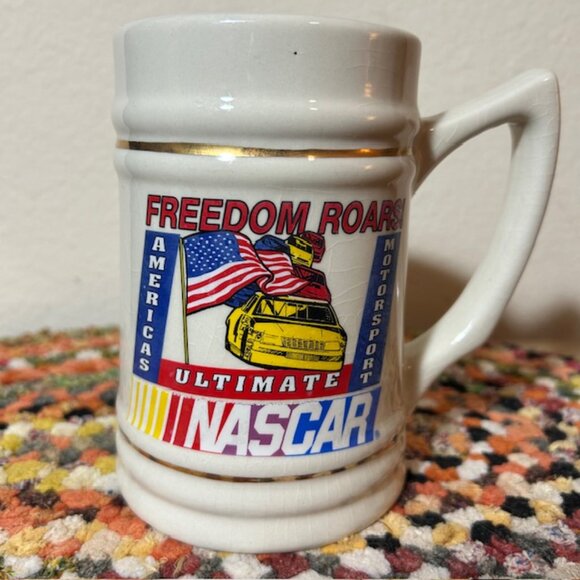 FREEDOM ROARS!
AMERICAS
ULTIMATE
MOTORSPORT
NASCAR